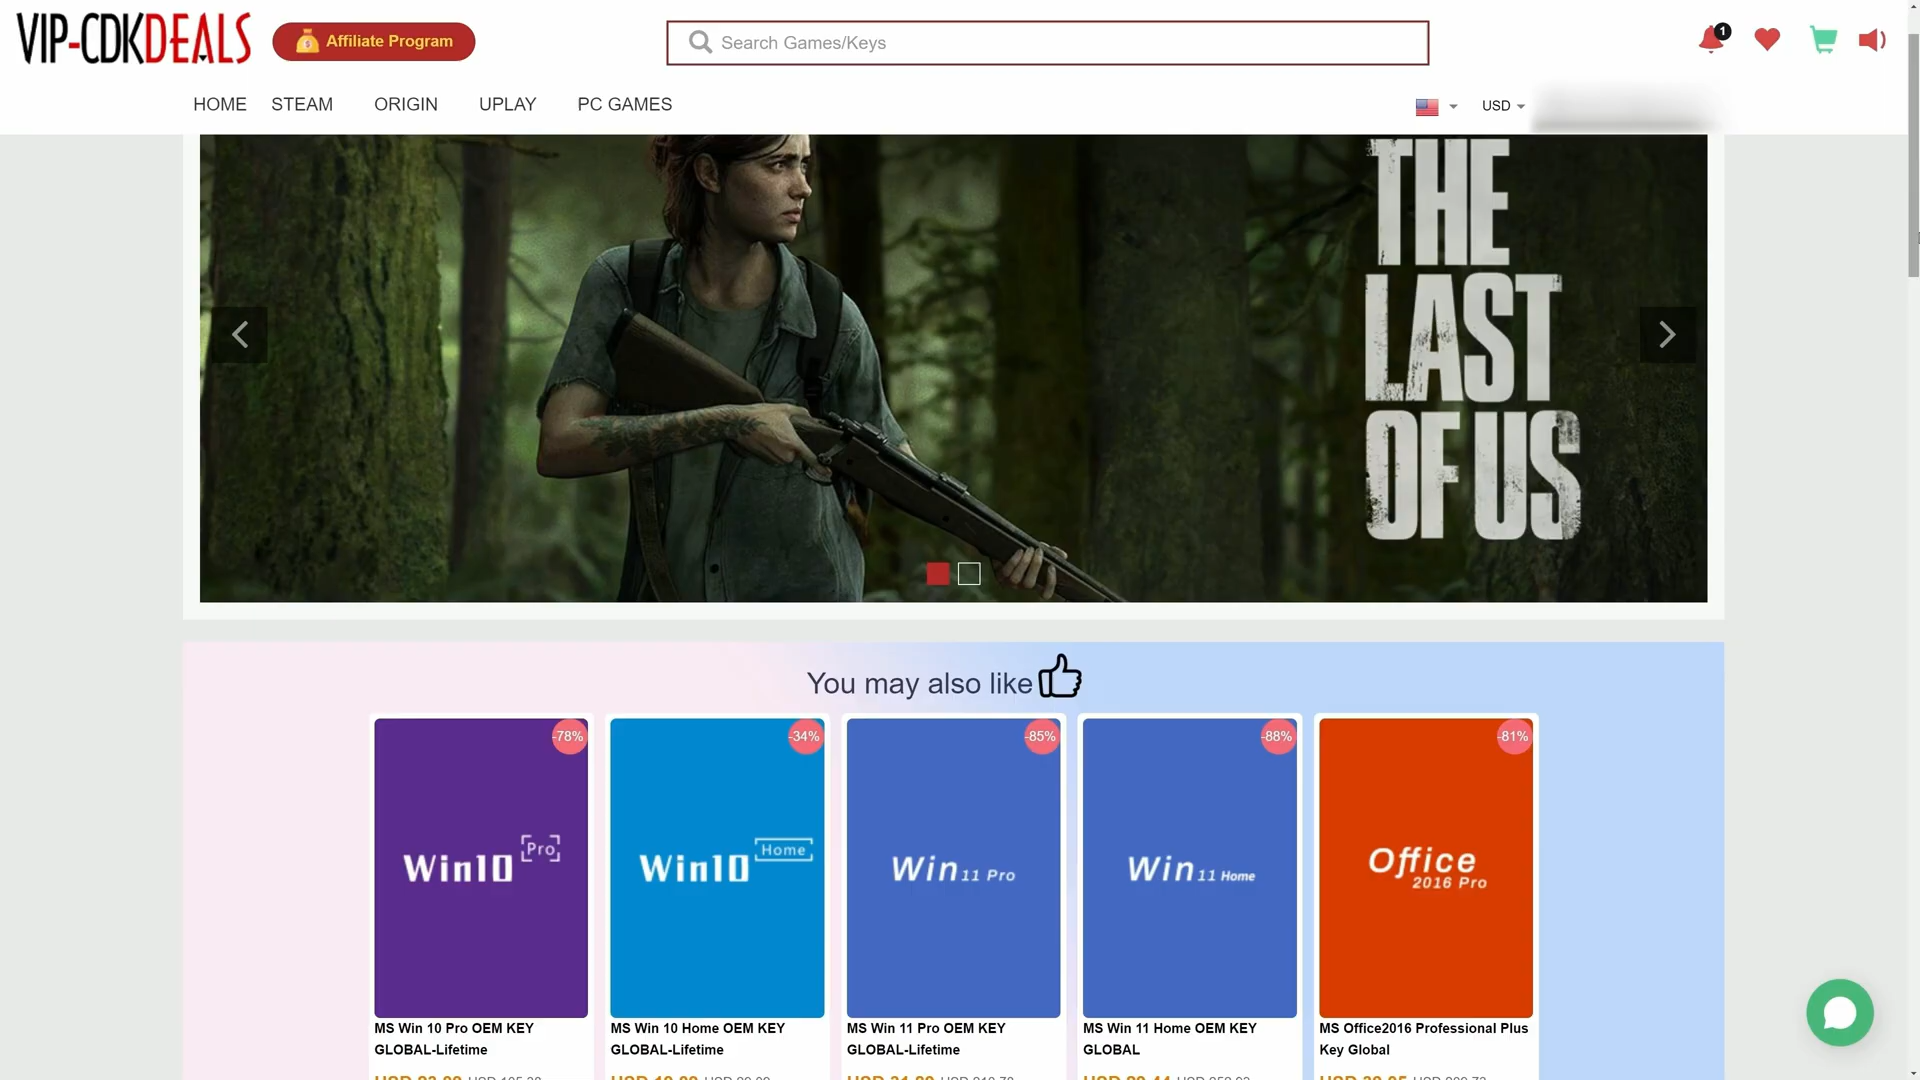 VIP-CDKDEALS
Affiliate Program
Search Games/Keys
1
HOME STEAM ORIGIN UPLAY PC GAMES
USD
THE
LAST
OF US
You may also like
-78%
-34%
-85%
-88%
-81%
Win10 Pro
Win10 Home
Win 11 Pro
Win 11 Home
Office
2016 Pro
MS Win 10 Pro OEM KEY
GLOBAL-Lifetime
MS Win 10 Home OEM KEY
GLOBAL-Lifetime
MS Win 11 Pro OEM KEY
GLOBAL-Lifetime
MS Win 11 Home OEM KEY
GLOBAL
MS Office2016 Professional Plus
Key Global